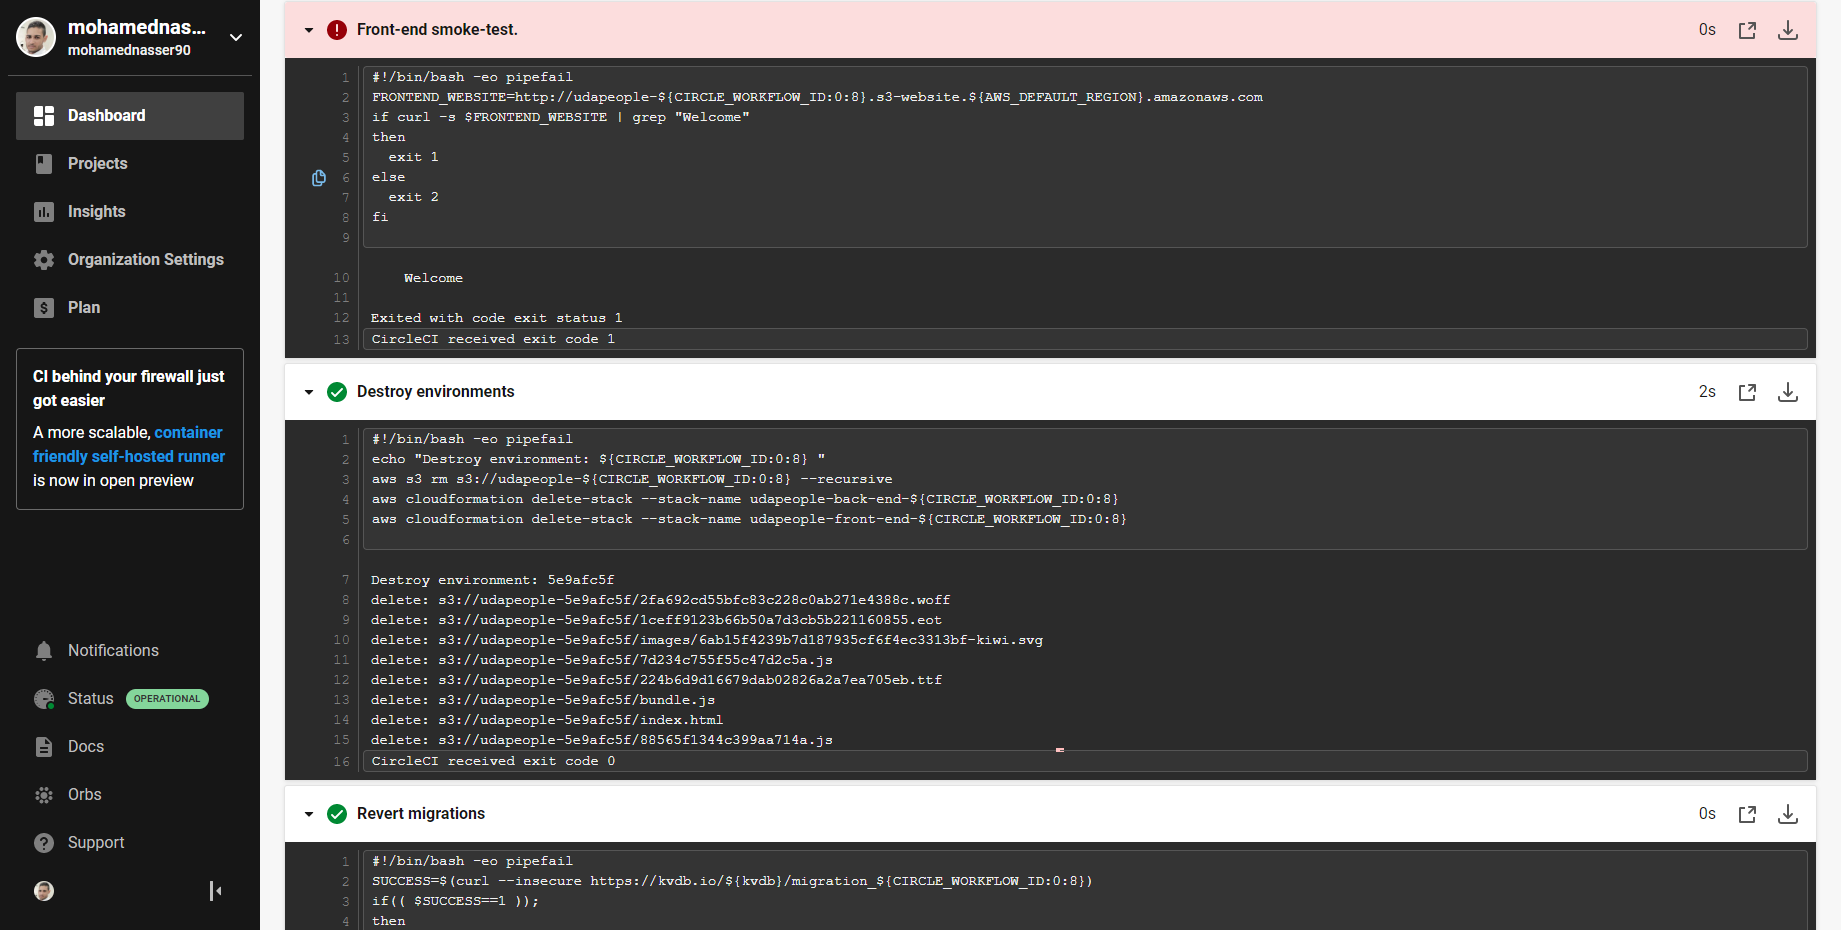 mohamednas...
mohamednasser90
Dashboard
Projects
Insights
Organization Settings
Plan
CI behind your firewall just
got easier
A more scalable, container
friendly self-hosted runner
is now in open preview
Notifications
Status OPERATIONAL
Docs
Orbs
Support
Front-end smoke-test. 0s
1 #!/bin/bash -eo pipefail
2 FRONTEND_WEBSITE=http://udapeople-${CIRCLE_WORKFLOW_ID:0:8}.s3-website.${AWS_DEFAULT_REGION}.amazonaws.com
3 if curl -s $FRONTEND_WEBSITE | grep "Welcome"
4 then
5   exit 1
6 else
7   exit 2
8 fi
9
10     Welcome
11
12 Exited with code exit status 1
13 CircleCI received exit code 1
Destroy environments 2s
1 #!/bin/bash -eo pipefail
2 echo "Destroy environment: ${CIRCLE_WORKFLOW_ID:0:8} "
3 aws s3 rm s3://udapeople-${CIRCLE_WORKFLOW_ID:0:8} --recursive
4 aws cloudformation delete-stack --stack-name udapeople-back-end-${CIRCLE_WORKFLOW_ID:0:8}
5 aws cloudformation delete-stack --stack-name udapeople-front-end-${CIRCLE_WORKFLOW_ID:0:8}
6
7 Destroy environment: 5e9afc5f
8 delete: s3://udapeople-5e9afc5f/2fa692cd55bfc83c228c0ab271e4388c.woff
9 delete: s3://udapeople-5e9afc5f/1ceff9123b66b50a7d3cb5b221160855.eot
10 delete: s3://udapeople-5e9afc5f/images/6ab15f4239b7d187935cf6f4ec3313bf-kiwi.svg
11 delete: s3://udapeople-5e9afc5f/7d234c755f55c47d2c5a.js
12 delete: s3://udapeople-5e9afc5f/224b6d9d16679dab02826a2a7ea705eb.ttf
13 delete: s3://udapeople-5e9afc5f/bundle.js
14 delete: s3://udapeople-5e9afc5f/index.html
15 delete: s3://udapeople-5e9afc5f/88565f1344c399aa714a.js
16 CircleCI received exit code 0
Revert migrations 0s
1 #!/bin/bash -eo pipefail
2 SUCCESS=$(curl --insecure https://kvdb.io/${kvdb}/migration_${CIRCLE_WORKFLOW_ID:0:8})
3 if(( $SUCCESS==1 ));
4 then